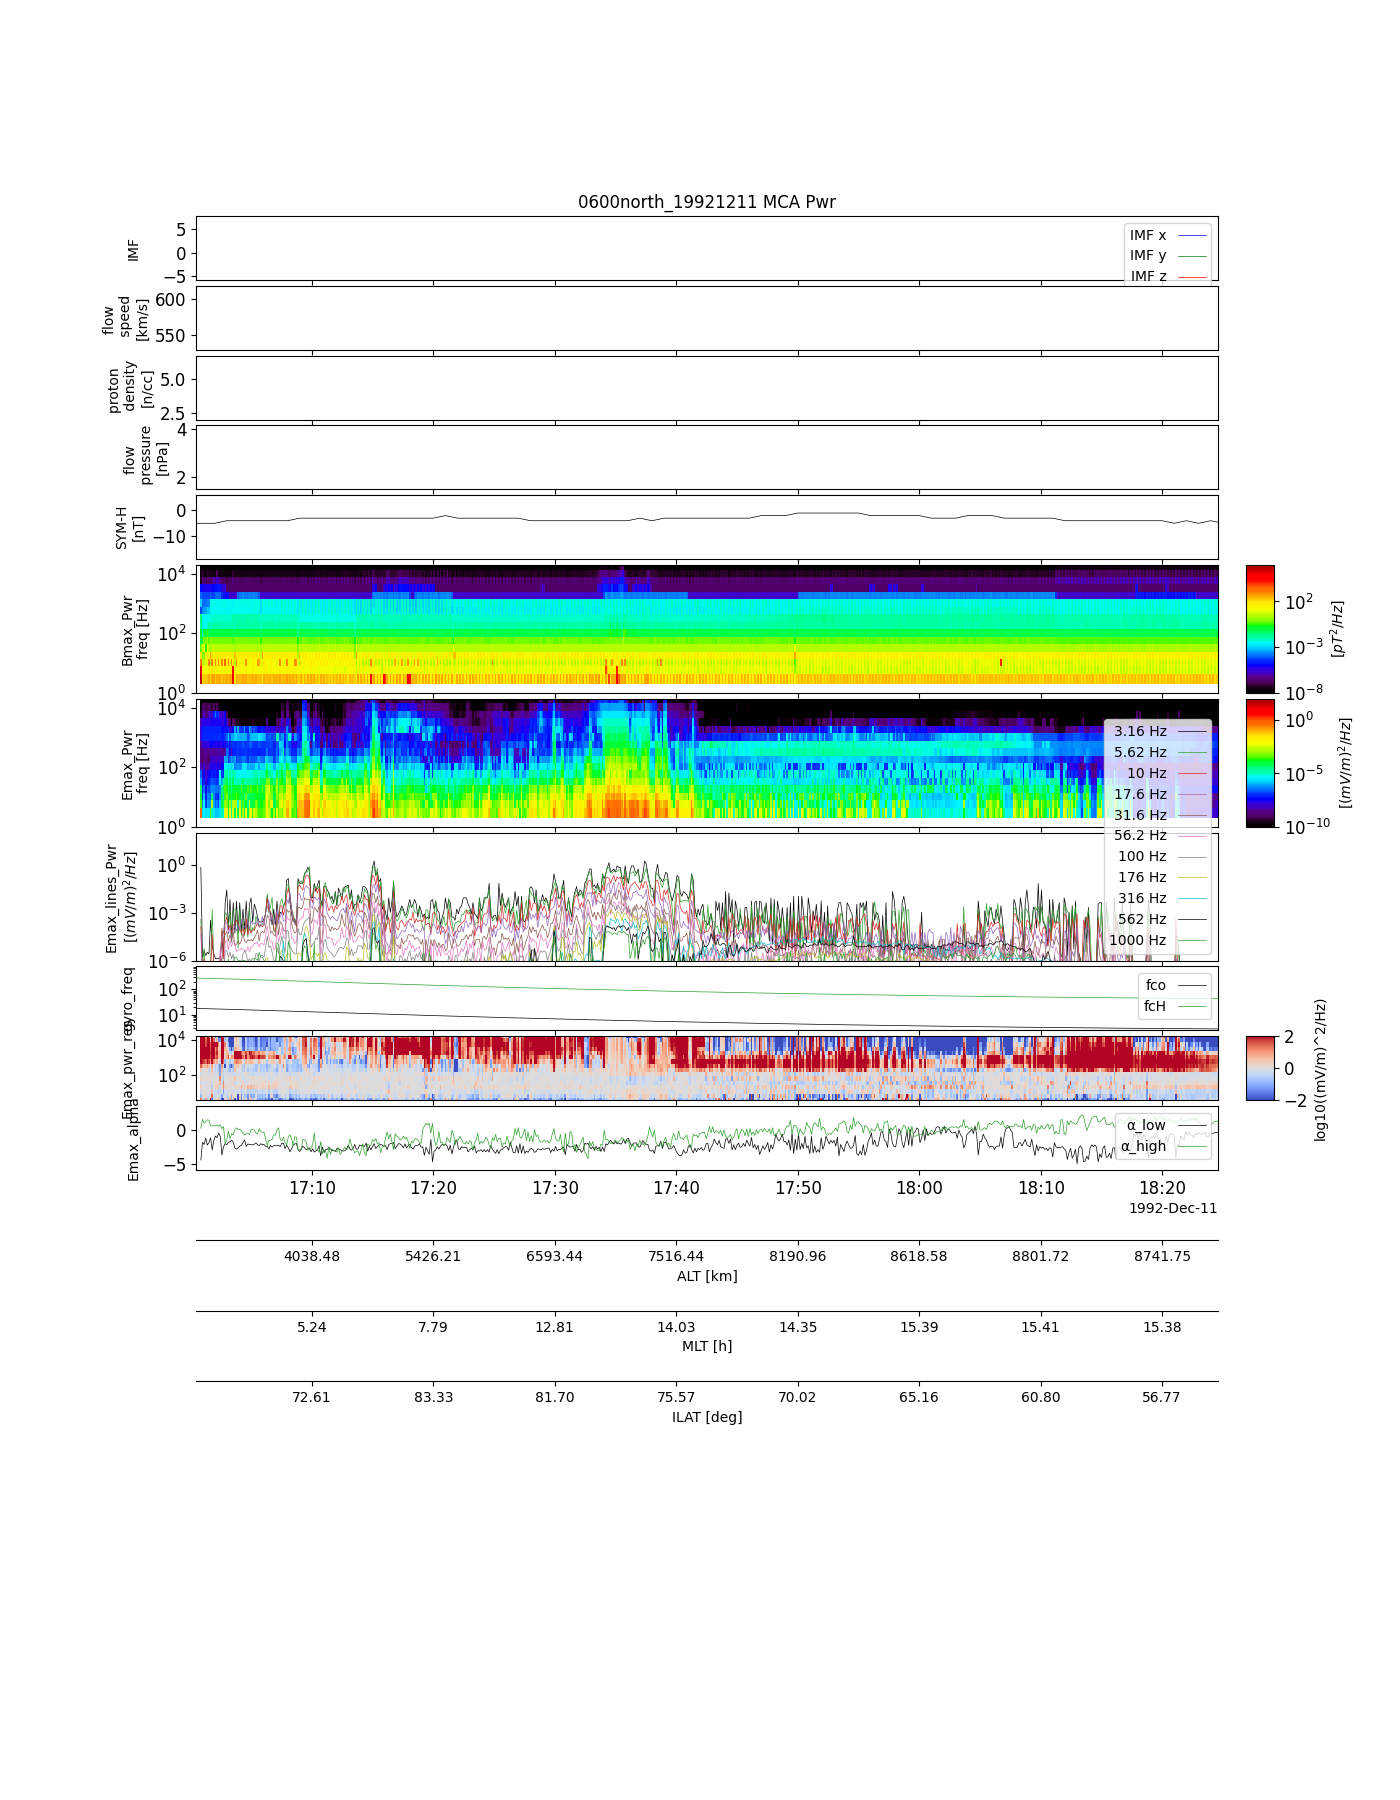 0600north_19921211 MCA Pwr
IMF
5
0
−5
IMF x
IMF y
IMF z
flow
speed
[km/s]
600
550
proton
density
[n/cc]
5.0
2.5
flow
pressure
[nPa]
4
2
SYM-H
[nT]
0
−10
Bmax_Pwr
freq [Hz]
10^4
10^2
10^0
10^2
10^-3
10^-8
[pT^2/Hz]
Emax_Pwr
freq [Hz]
10^4
10^2
10^0
10^0
10^-5
10^-10
[(mV/m)^2/Hz]
3.16 Hz
5.62 Hz
10 Hz
17.6 Hz
31.6 Hz
56.2 Hz
100 Hz
176 Hz
316 Hz
562 Hz
1000 Hz
Emax_lines_Pwr
[(mV/m)^2/Hz]
10^0
10^-3
10^-6
gyro_freq
10^2
10^1
fco
fcH
Emax_pwr_reg
10^4
10^2
2
0
−2
log10((mV/m)^2/Hz)
Emax_alpha
0
−5
α_low
α_high
17:10 17:20 17:30 17:40 17:50 18:00 18:10 18:20
1992-Dec-11
4038.48 5426.21 6593.44 7516.44 8190.96 8618.58 8801.72 8741.75
ALT [km]
5.24 7.79 12.81 14.03 14.35 15.39 15.41 15.38
MLT [h]
72.61 83.33 81.70 75.57 70.02 65.16 60.80 56.77
ILAT [deg]